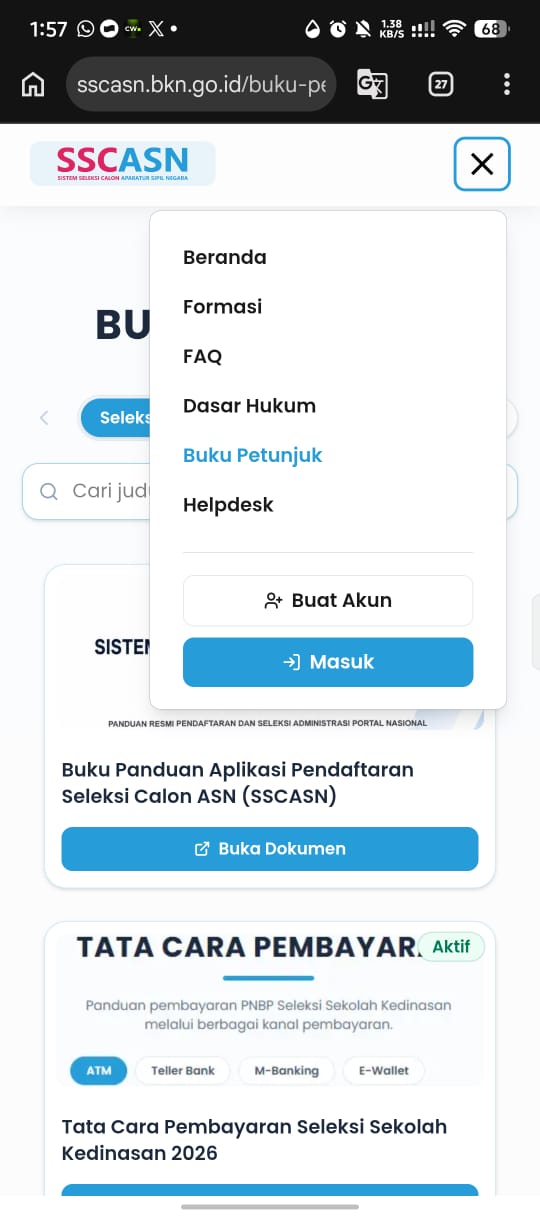 1:57
1.38
KB/S
68
sscasn.bkn.go.id/buku-pe
27
SSCASN
SISTEM SELEKSI CALON APARATUR SIPIL NEGARA
Beranda
Formasi
FAQ
Dasar Hukum
Buku Petunjuk
Helpdesk
Buat Akun
Masuk
BU
Seleks
Cari jud
SISTEM
PANDUAN RESMI PENDAFTARAN DAN SELEKSI ADMINISTRASI PORTAL NASIONAL
Buku Panduan Aplikasi Pendaftaran
Seleksi Calon ASN (SSCASN)
Buka Dokumen
TATA CARA PEMBAYAR
Aktif
Panduan pembayaran PNBP Seleksi Sekolah Kedinasan
melalui berbagai kanal pembayaran.
ATM
Teller Bank
M-Banking
E-Wallet
Tata Cara Pembayaran Seleksi Sekolah
Kedinasan 2026